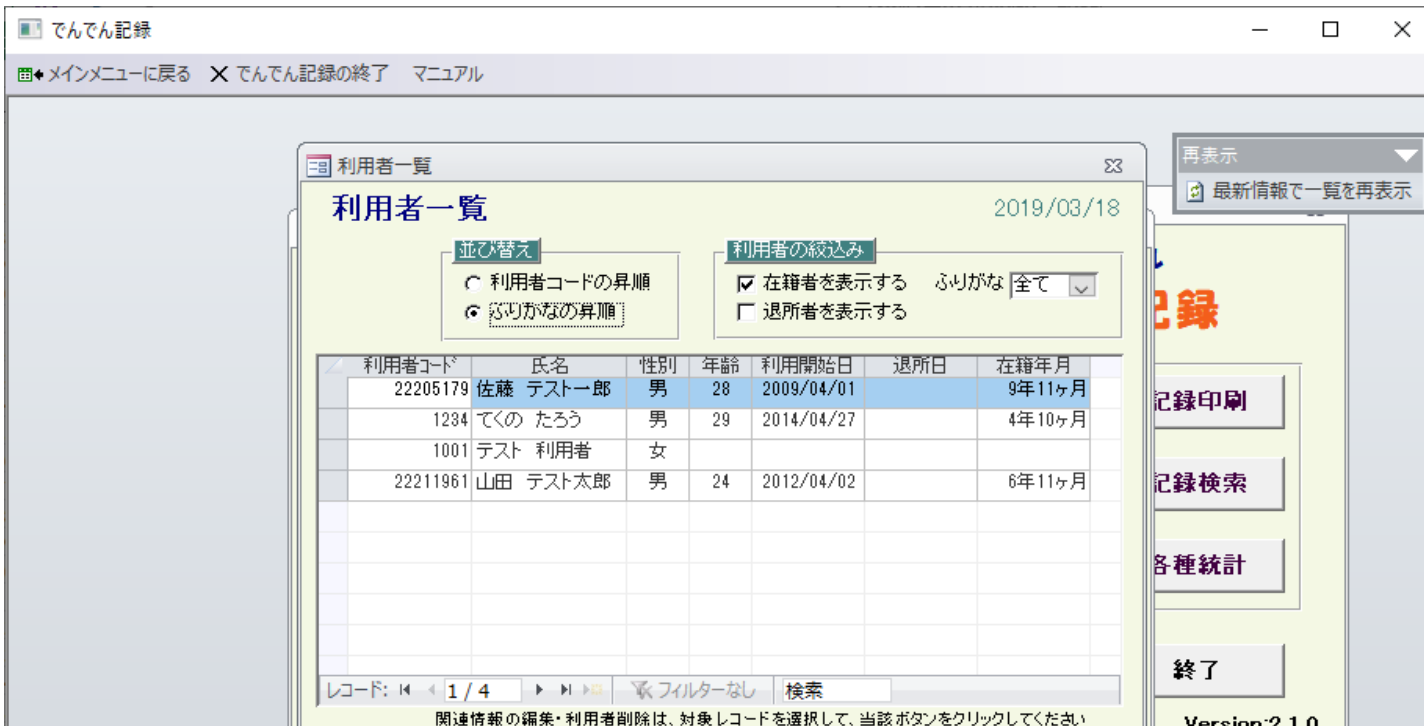 でんでん記録
メインメニューに戻る でんでん記録の終了 マニュアル
再表示
最新情報で一覧を再表示
利用者一覧
利用者一覧 2019/03/18
並び替え
利用者コードの昇順
ふりがなの昇順
利用者の絞込み
在籍者を表示する ふりがな 全て
退所者を表示する
利用者コード 氏名 性別 年齢 利用開始日 退所日 在籍年月
22205179 佐藤 テスト一郎 男 28 2009/04/01 9年11ヶ月
1234 てくの たろう 男 29 2014/04/27 4年10ヶ月
1001 テスト 利用者 女
22211961 山田 テスト太郎 男 24 2012/04/02 6年11ヶ月
レコード: 1 / 4 フィルターなし 検索
関連情報の編集・利用者削除は、対象レコードを選択して、当該ボタンをクリックしてください
記録
記録印刷
記録検索
各種統計
終了
Version:2.1.0